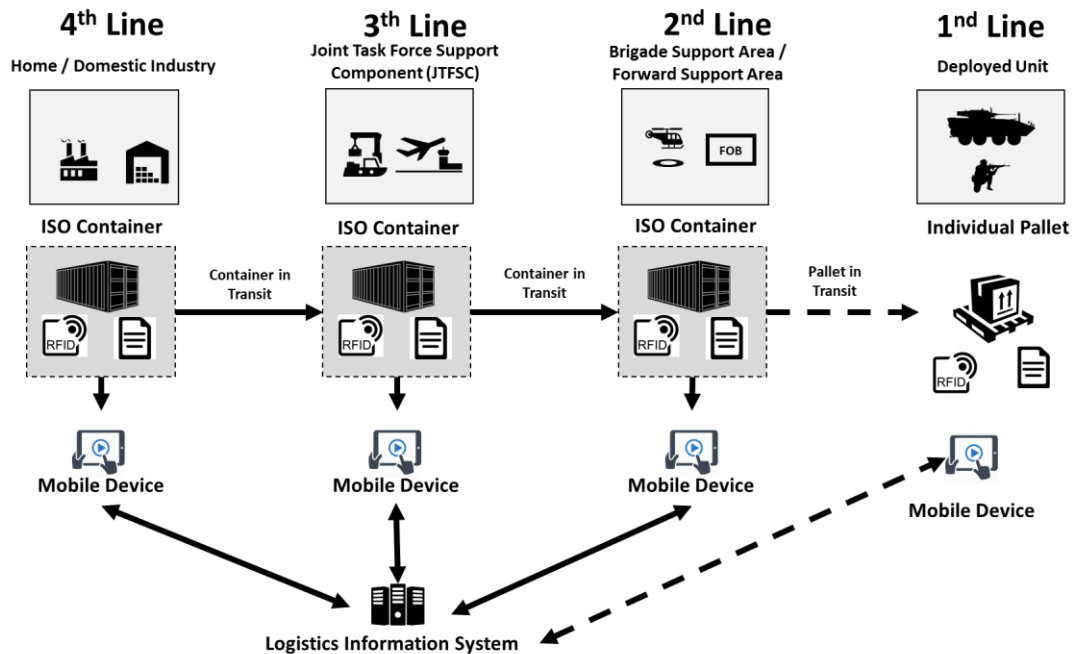 4th Line
Home / Domestic Industry
3th Line
Joint Task Force Support
Component (JTFSC)
2nd Line
Brigade Support Area /
Forward Support Area
1nd Line
Deployed Unit
FOB
ISO Container
ISO Container
ISO Container
Individual Pallet
Container in
Transit
Container in
Transit
Pallet in
Transit
RFID
RFID
RFID
RFID
Mobile Device
Mobile Device
Mobile Device
Mobile Device
Logistics Information System